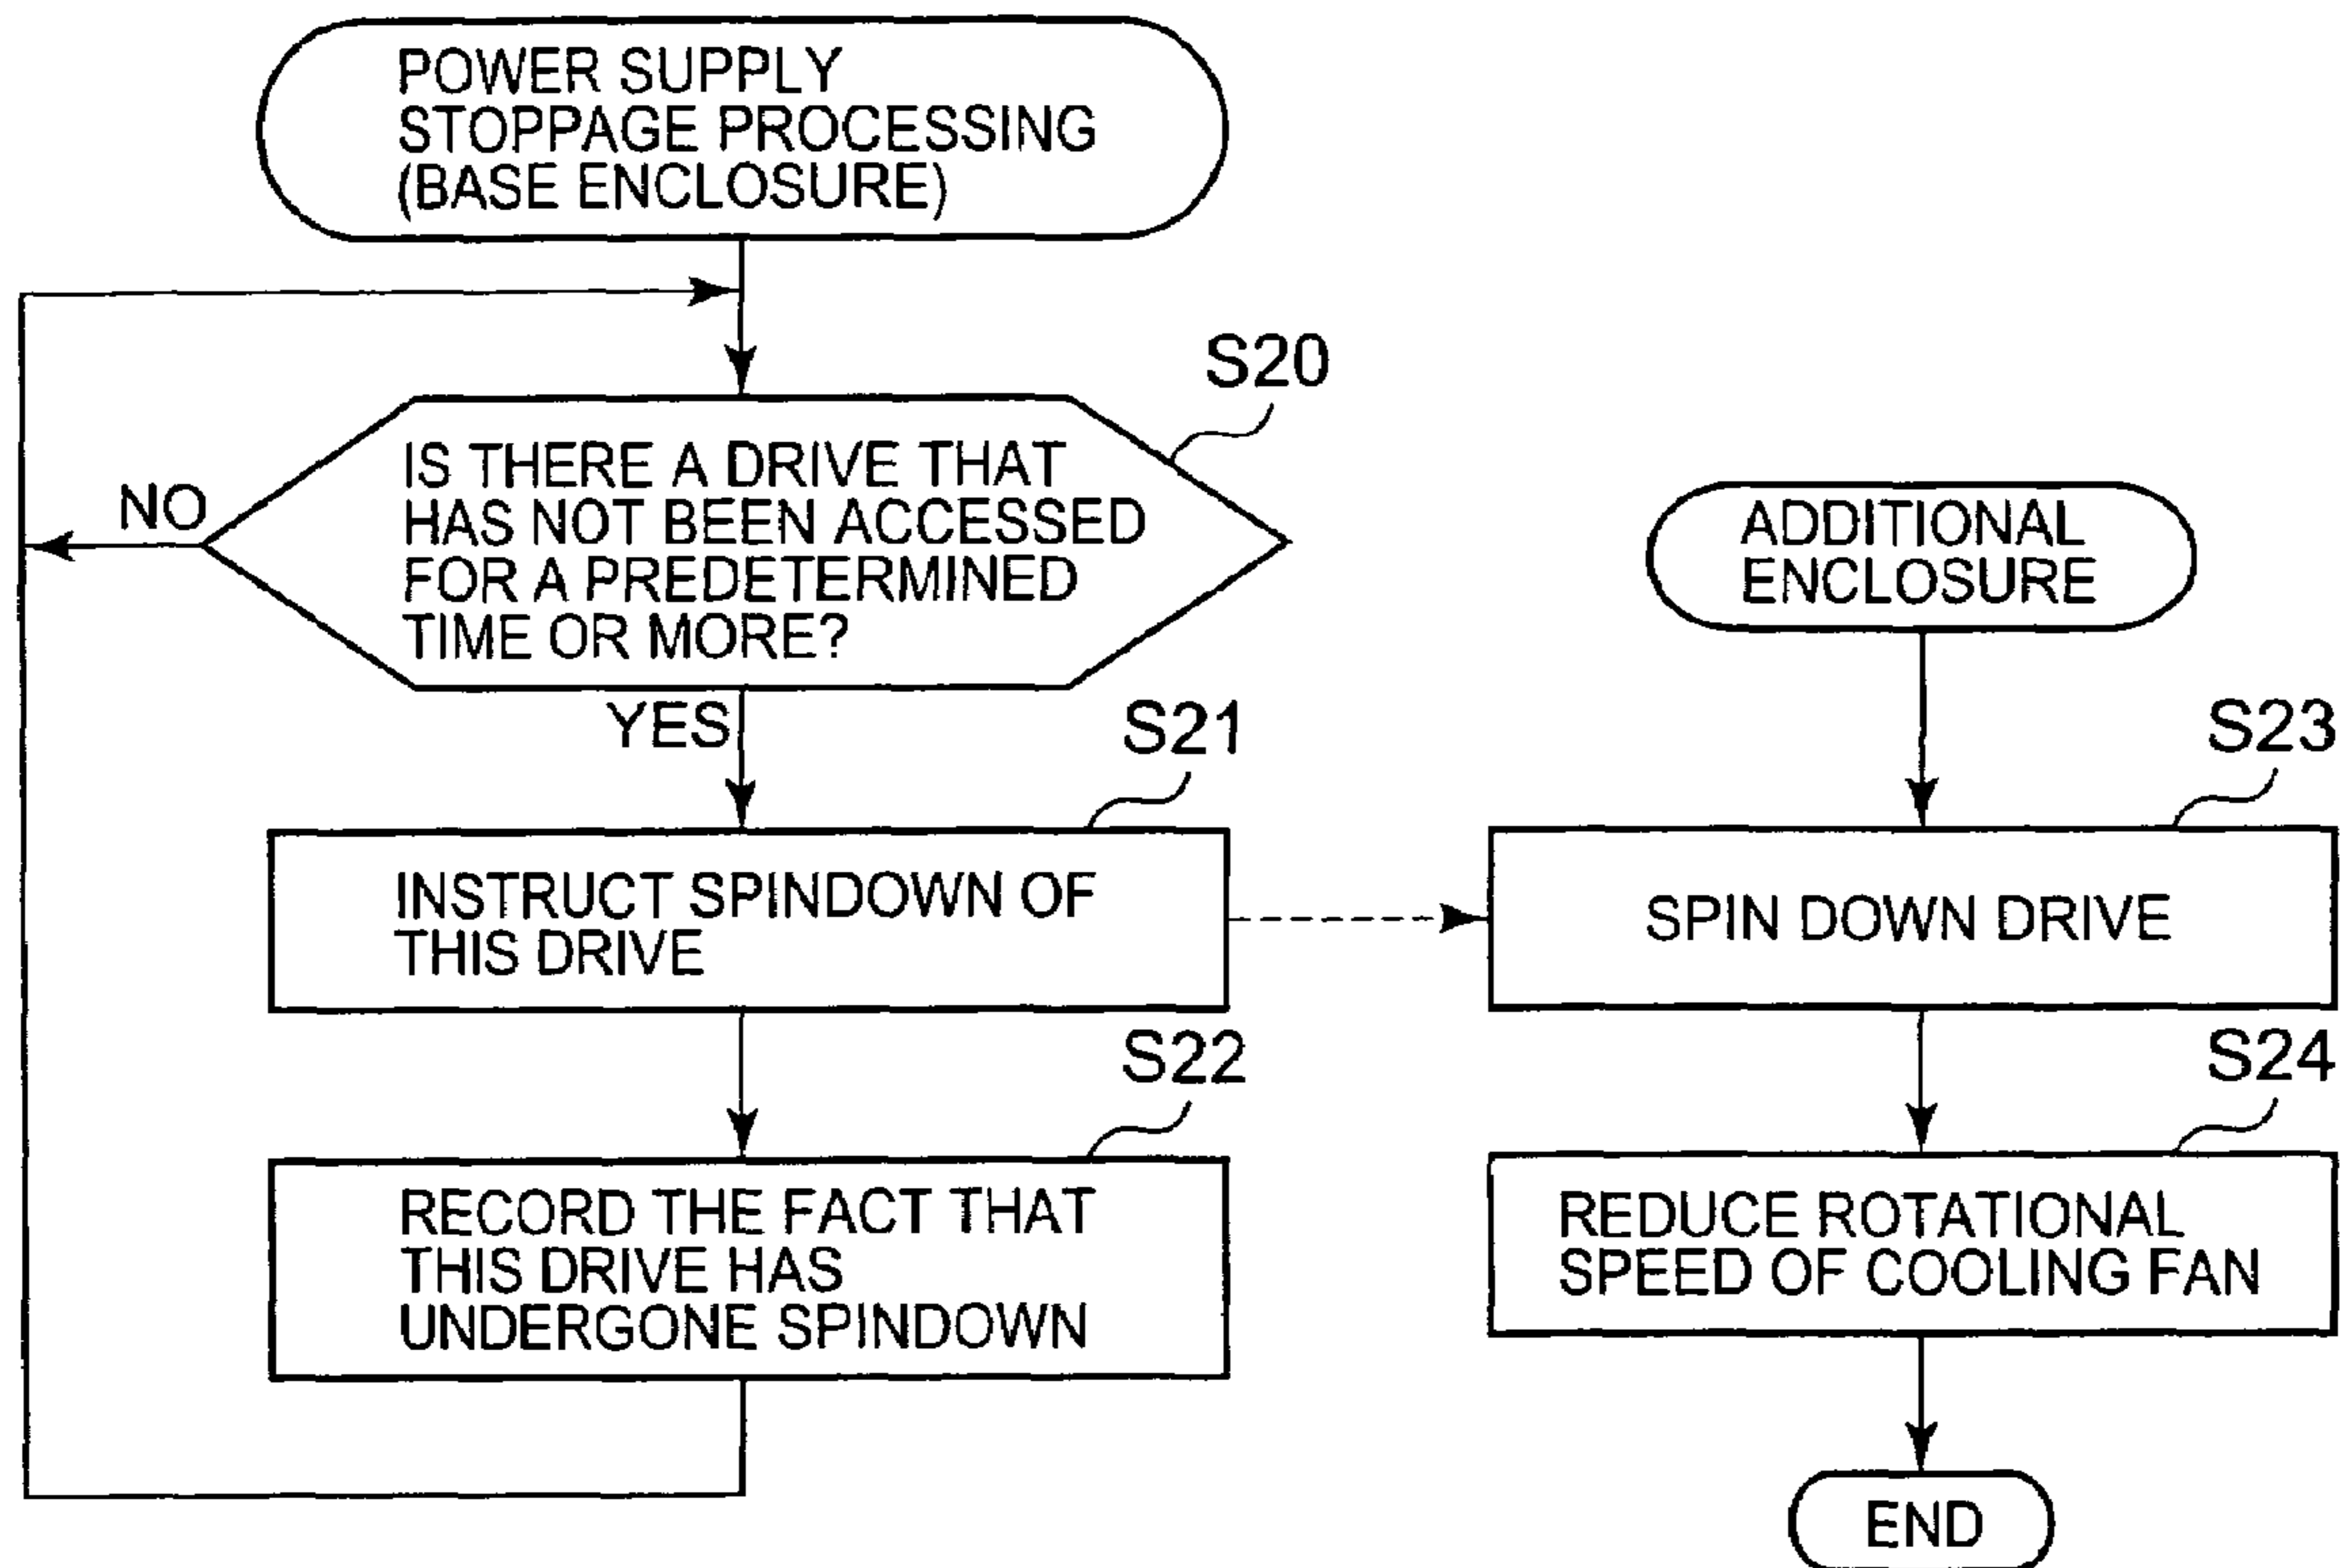 POWER SUPPLY
STOPPAGE PROCESSING
(BASE ENCLOSURE)
S20
IS THERE A DRIVE THAT
HAS NOT BEEN ACCESSED
FOR A PREDETERMINED
TIME OR MORE?
NO
YES
S21
INSTRUCT SPINDOWN OF
THIS DRIVE
S22
RECORD THE FACT THAT
THIS DRIVE HAS
UNDERGONE SPINDOWN
ADDITIONAL
ENCLOSURE
S23
SPIN DOWN DRIVE
S24
REDUCE ROTATIONAL
SPEED OF COOLING FAN
END